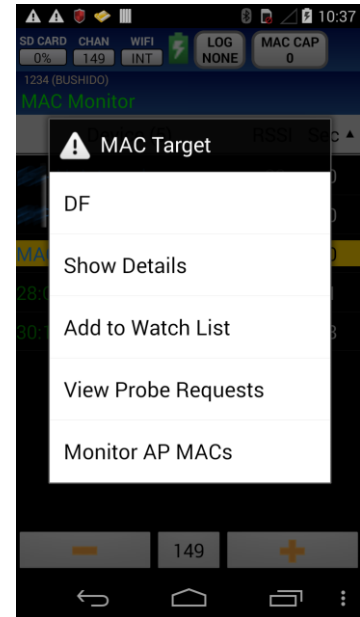 10:37
SD CARD CHAN WIFI LOG MAC CAP
0% 149 INT NONE 0
1234 (BUSHIDO)
MAC Monitor
RSSI Sec
MAC Target
DF
Show Details
Add to Watch List
View Probe Requests
Monitor AP MACs
149